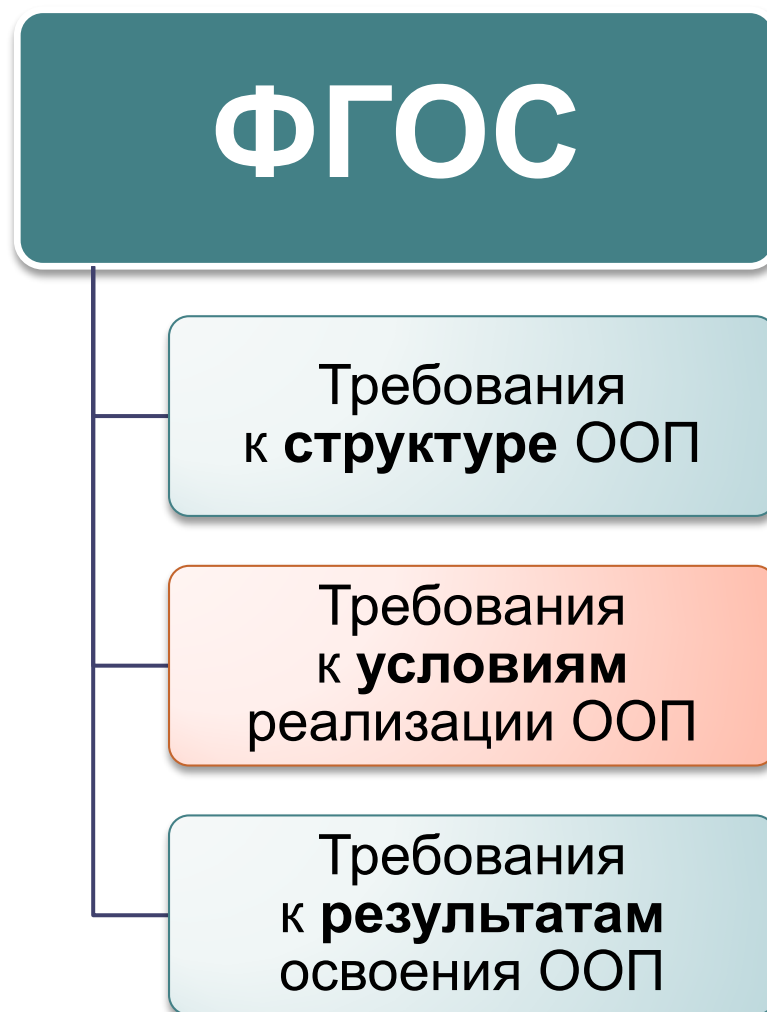 ФГОС
Требования
к структуре ООП
Требования
к условиям
реализации ООП
Требования
к результатам
освоения ООП